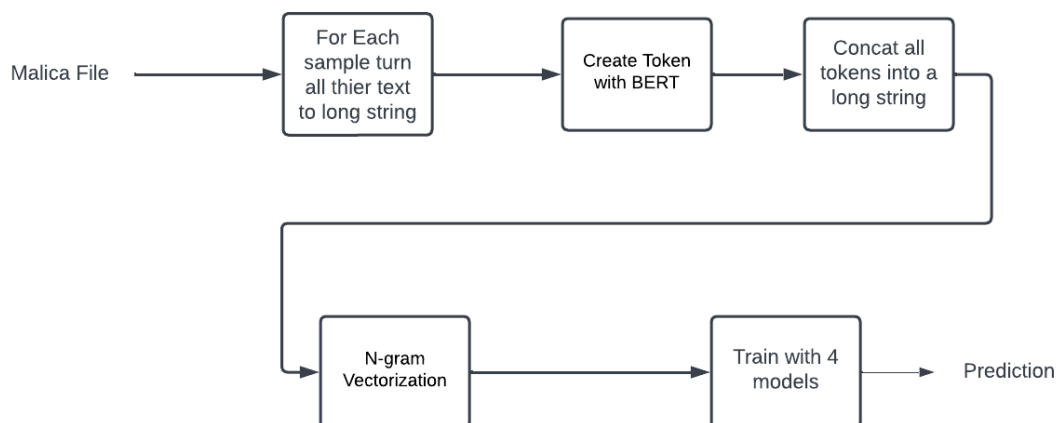 Malica File
For Each
sample turn
all thier text
to long string
Create Token
with BERT
Concat all
tokens into a
long string
N-gram
Vectorization
Train with 4
models
Prediction